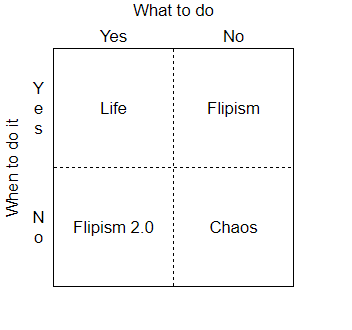 What to do
Yes No
When to do it
Yes
Life Flipism
No
Flipism 2.0 Chaos